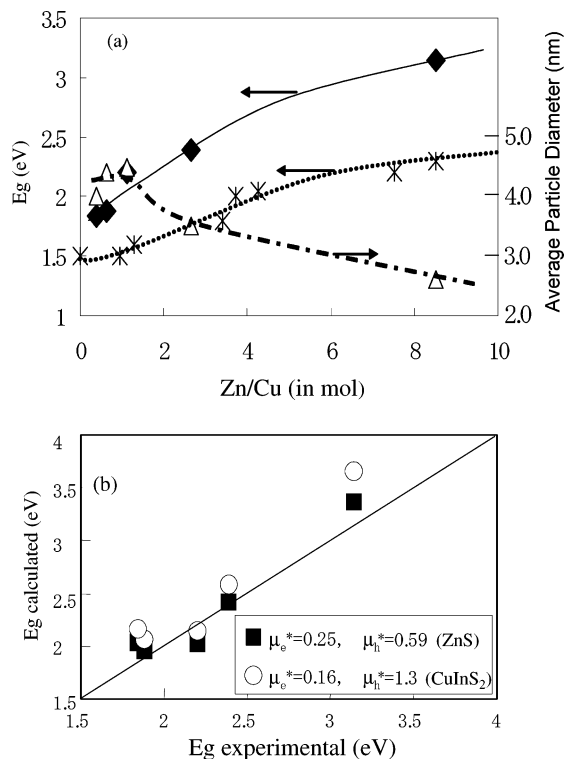 (a)
3.5
3
2.5
2
1.5
1
Eg (eV)
5.0
4.0
3.0
2.0
Average Particle Diameter (nm)
0 2 4 6 8 10
Zn/Cu (in mol)
(b)
4
3.5
3
2.5
2
1.5
Eg calculated (eV)
μe*=0.25, μh*=0.59 (ZnS)
μe*=0.16, μh*=1.3 (CuInS2)
1.5 2 2.5 3 3.5 4
Eg experimental (eV)